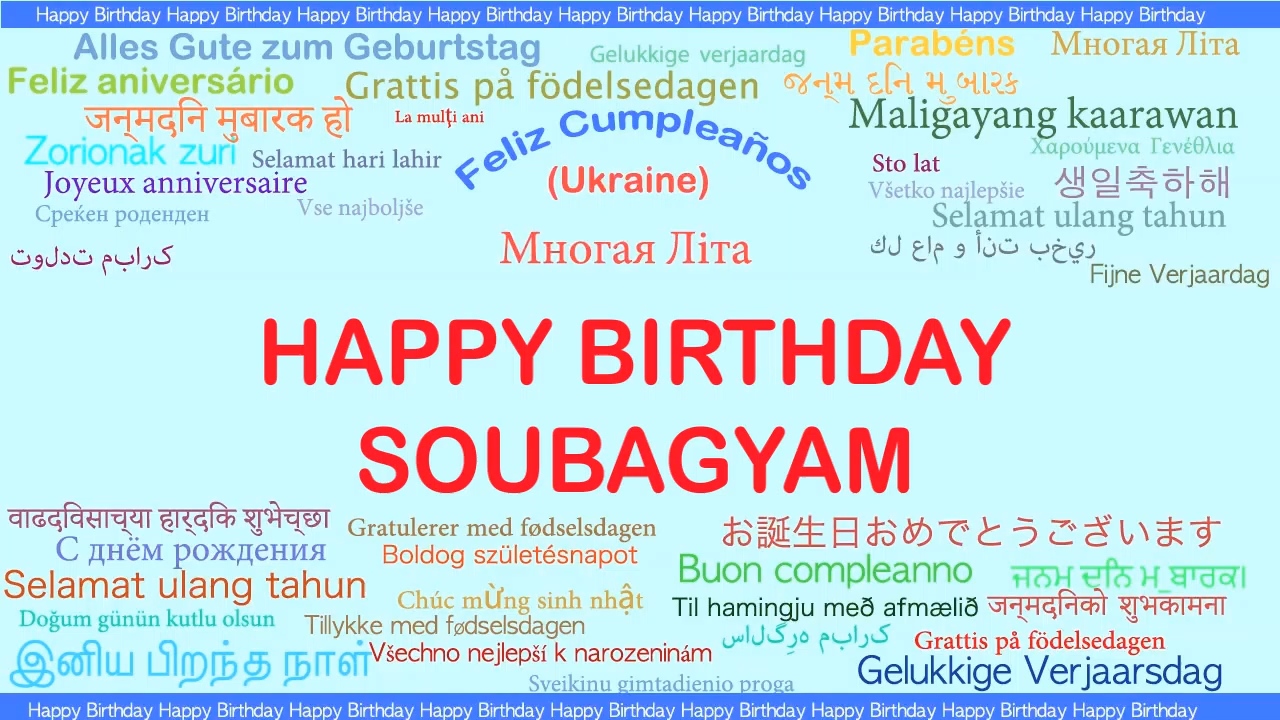 Happy Birthday Happy Birthday Happy Birthday Happy Birthday Happy Birthday Happy Birthday Happy Birthday Happy Birthday Happy Birthday
Alles Gute zum Geburtstag
Gelukkige verjaardag
Parabéns
Многая Літа
Feliz aniversário
Grattis på födelsedagen
જન્મ દિન મુબારક
जन्मदिन मुबारक हो
La mulţi ani
Feliz Cumpleaños
Maligayang kaarawan
Zorionak zuri
Selamat hari lahir
Sto lat
Χαρούμενα Γενέθλια
Joyeux anniversaire
(Ukraine)
Všetko najlepšie
생일축하해
Среќен роденден
Vse najboljše
Selamat ulang tahun
Многая Літа
كل عام و أنت بخير
تولدت مبارک
Fijne Verjaardag
HAPPY BIRTHDAY
SOUBAGYAM
वाढदिवसाच्या हार्दिक शुभेच्छा
Gratulerer med fødselsdagen
お誕生日おめでとうございます
С днём рождения
Boldog születésnapot
Buon compleanno
ਜਨਮ ਦਿਨ ਮੁਬਾਰਕ।
Selamat ulang tahun
Chúc mừng sinh nhật
Til hamingju með afmælið
जन्मदिनको शुभकामना
Doğum günün kutlu olsun
Tillykke med fødselsdagen
سالگرہ مبارک
Grattis på födelsedagen
இனிய பிறந்த நாள்
Všechno nejlepší k narozeninám
Gelukkige Verjaarsdag
Sveikinu gimtadienio proga
Happy Birthday Happy Birthday Happy Birthday Happy Birthday Happy Birthday Happy Birthday Happy Birthday Happy Birthday Happy Birthday